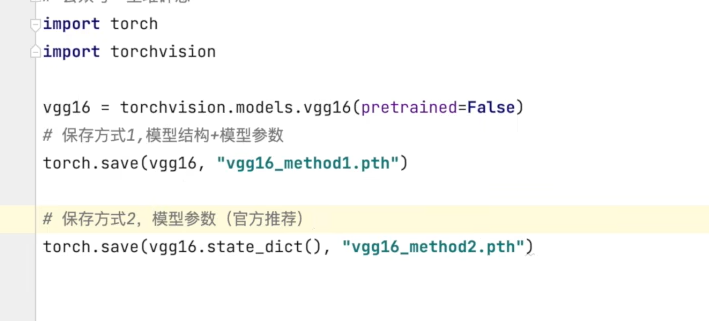 import torch
import torchvision
vgg16 = torchvision.models.vgg16(pretrained=False)
# 保存方式1,模型结构+模型参数
torch.save(vgg16, "vgg16_method1.pth")
# 保存方式2，模型参数（官方推荐）
torch.save(vgg16.state_dict(), "vgg16_method2.pth")